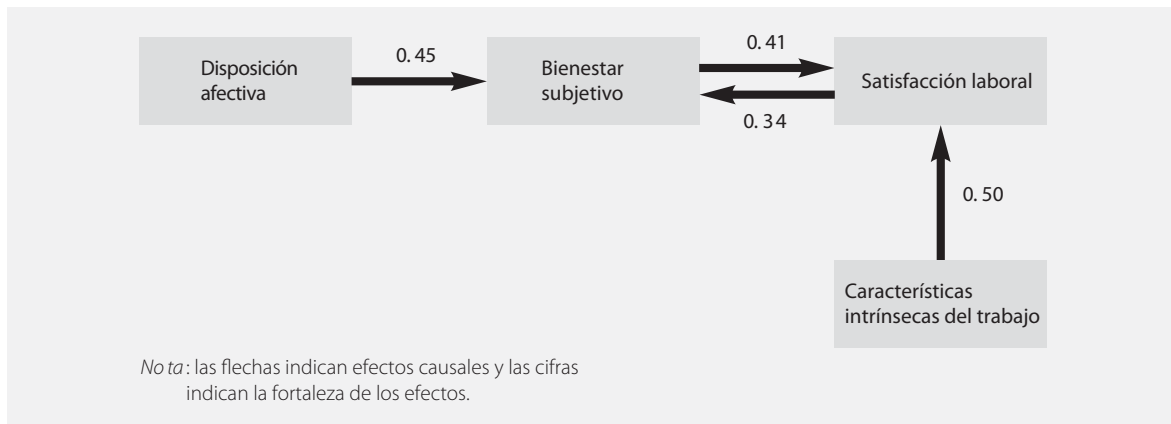 Disposición
afectiva
0. 45
Bienestar
subjetivo
0. 41
0. 34
Satisfacción laboral
0. 50
Características
intrínsecas del trabajo
No ta: las flechas indican efectos causales y las cifras
indican la fortaleza de los efectos.